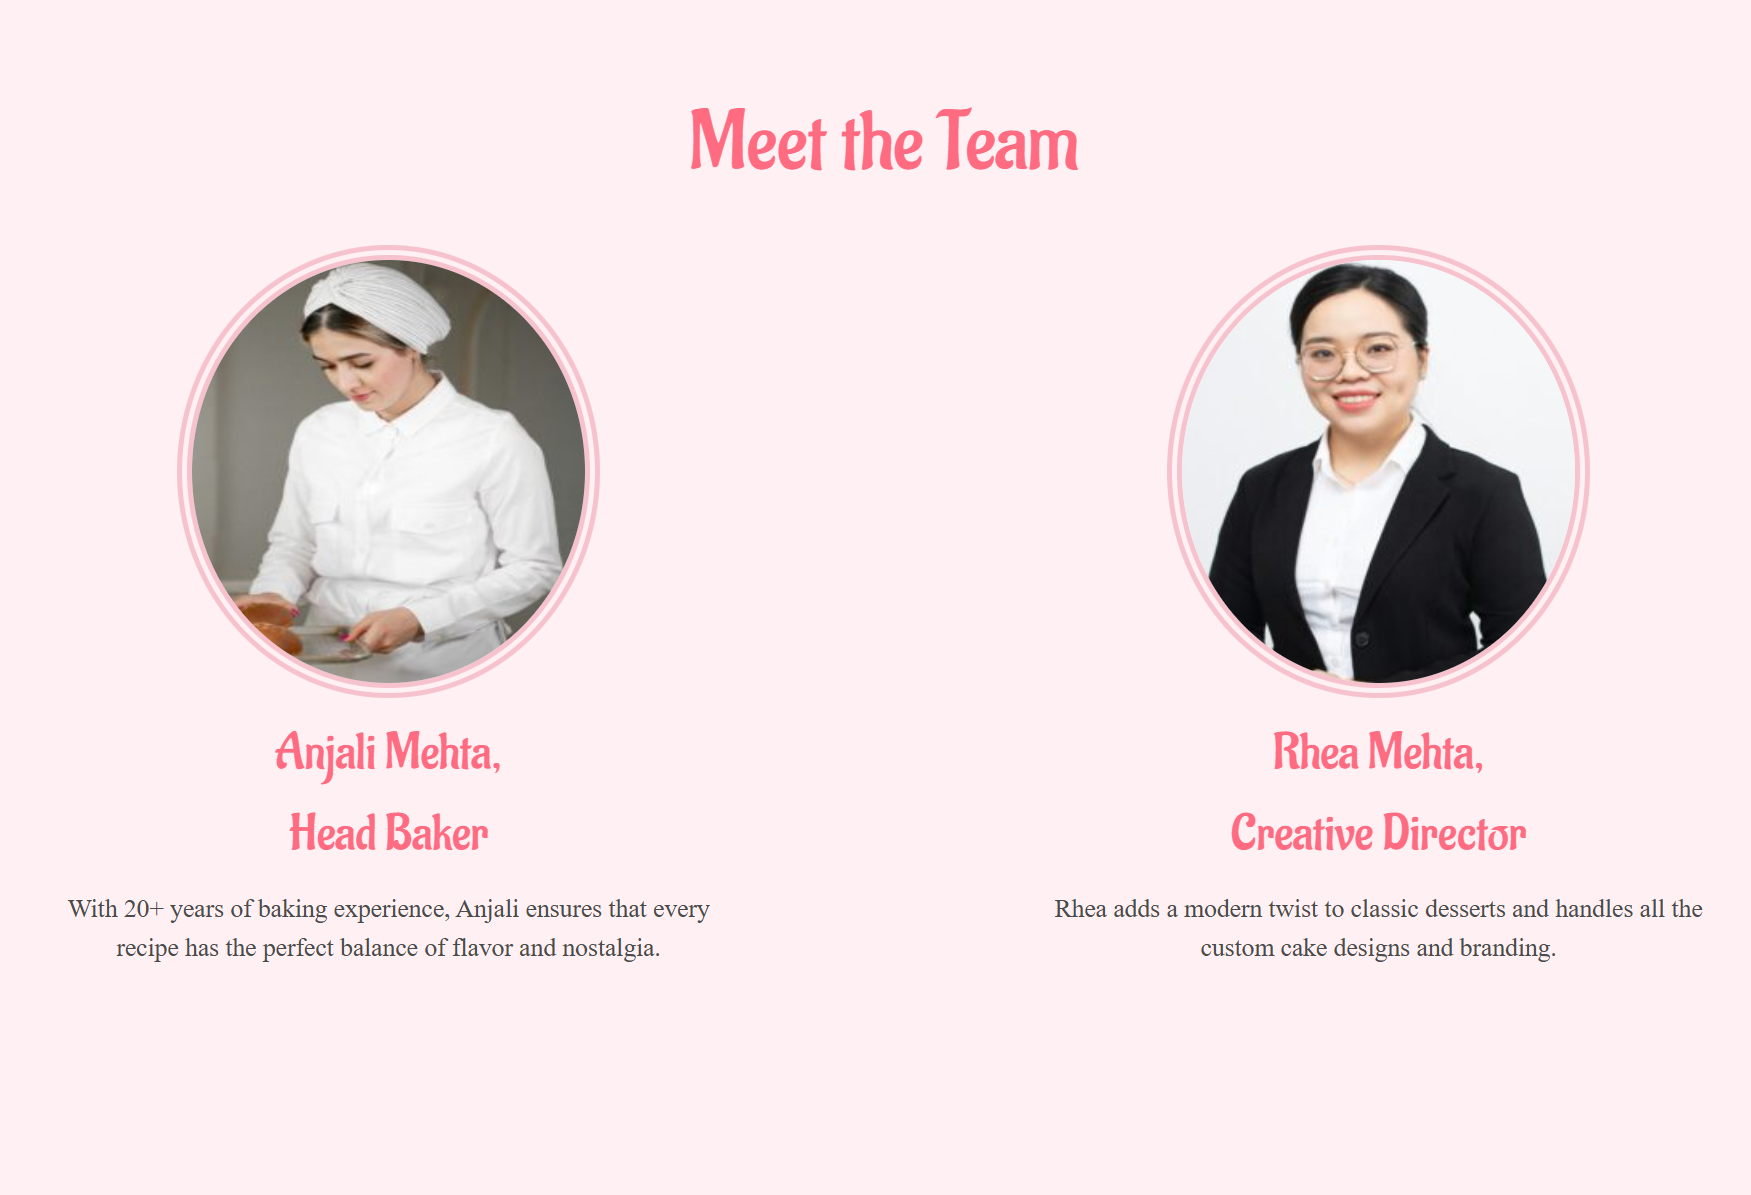 Meet the Team
Anjali Mehta,
Head Baker
With 20+ years of baking experience, Anjali ensures that every
recipe has the perfect balance of flavor and nostalgia.
Rhea Mehta,
Creative Director
Rhea adds a modern twist to classic desserts and handles all the
custom cake designs and branding.